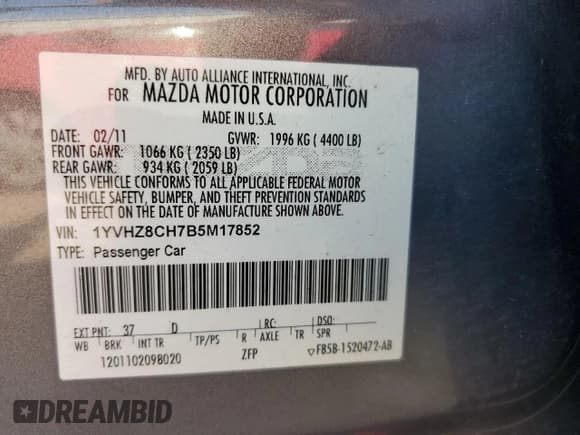 MFD. BY AUTO ALLIANCE INTERNATIONAL, INC.
FOR MAZDA MOTOR CORPORATION
MADE IN U.S.A.
DATE: 02/11 GVWR: 1996 KG ( 4400 LB)
FRONT GAWR: 1066 KG ( 2350 LB)
REAR GAWR: 934 KG ( 2059 LB)
THIS VEHICLE CONFORMS TO ALL APPLICABLE FEDERAL MOTOR
VEHICLE SAFETY, BUMPER, AND THEFT PREVENTION STANDARDS
IN EFFECT ON THE DATE OF MANUFACTURE SHOWN ABOVE.
VIN: 1YVHZ8CH7B5M17852
TYPE: Passenger Car
EXT PNT: 37 D RC: DSO:
WB BRK INT TR TP/PS R AXLE TR SPR
1201102098020 ZFP ▽FB5B-1520472-AB
DREAMBID